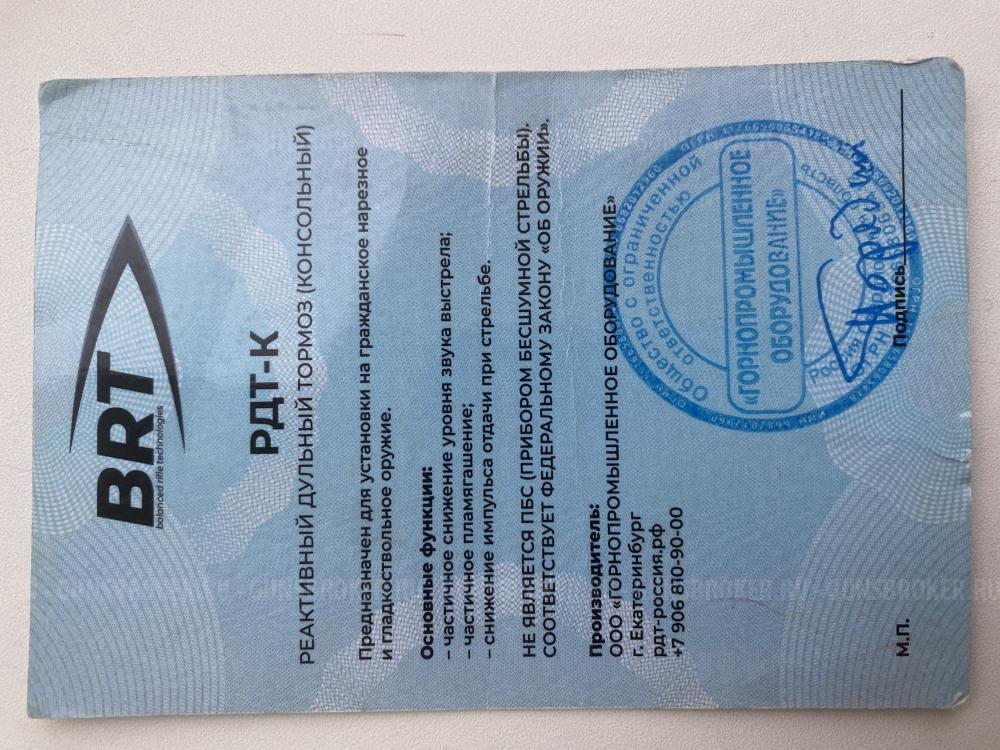 BRT
balanced rifle technologies
РДТ-К
РЕАКТИВНЫЙ ДУЛЬНЫЙ ТОРМОЗ (КОНСОЛЬНЫЙ)
Предназначен для установки на гражданское нарезное
и гладкоствольное оружие.
Основные функции:
– частичное снижение уровня звука выстрела;
– частичное пламягашение;
– снижение импульса отдачи при стрельбе.
НЕ ЯВЛЯЕТСЯ ПБС (ПРИБОРОМ БЕСШУМНОЙ СТРЕЛЬБЫ).
СООТВЕТСТВУЕТ ФЕДЕРАЛЬНОМУ ЗАКОНУ «ОБ ОРУЖИИ».
Производитель:
ООО «ГОРНОПРОМЫШЛЕННОЕ ОБОРУДОВАНИЕ»
г. Екатеринбург
рдт-россия.рф
+7 906 810-90-00
Общество с ограниченной
ответственностью
«ГОРНОПРОМЫШЛЕННОЕ
ОБОРУДОВАНИЕ»
Россия
М.П.
Подпись
GUNSBROKER.RU